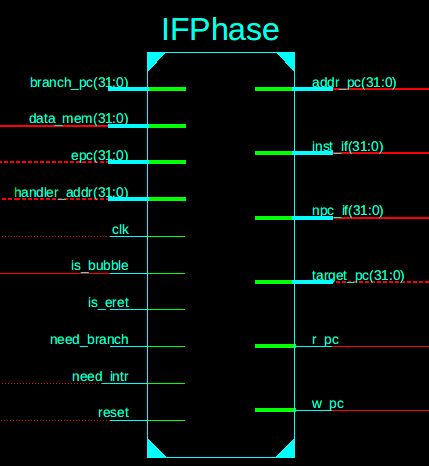 IFPhase
branch_pc(31:0)
data_mem(31:0)
epc(31:0)
handler_addr(31:0)
clk
is_bubble
is_eret
need_branch
need_intr
reset
addr_pc(31:0)
inst_if(31:0)
npc_if(31:0)
target_pc(31:0)
r_pc
w_pc